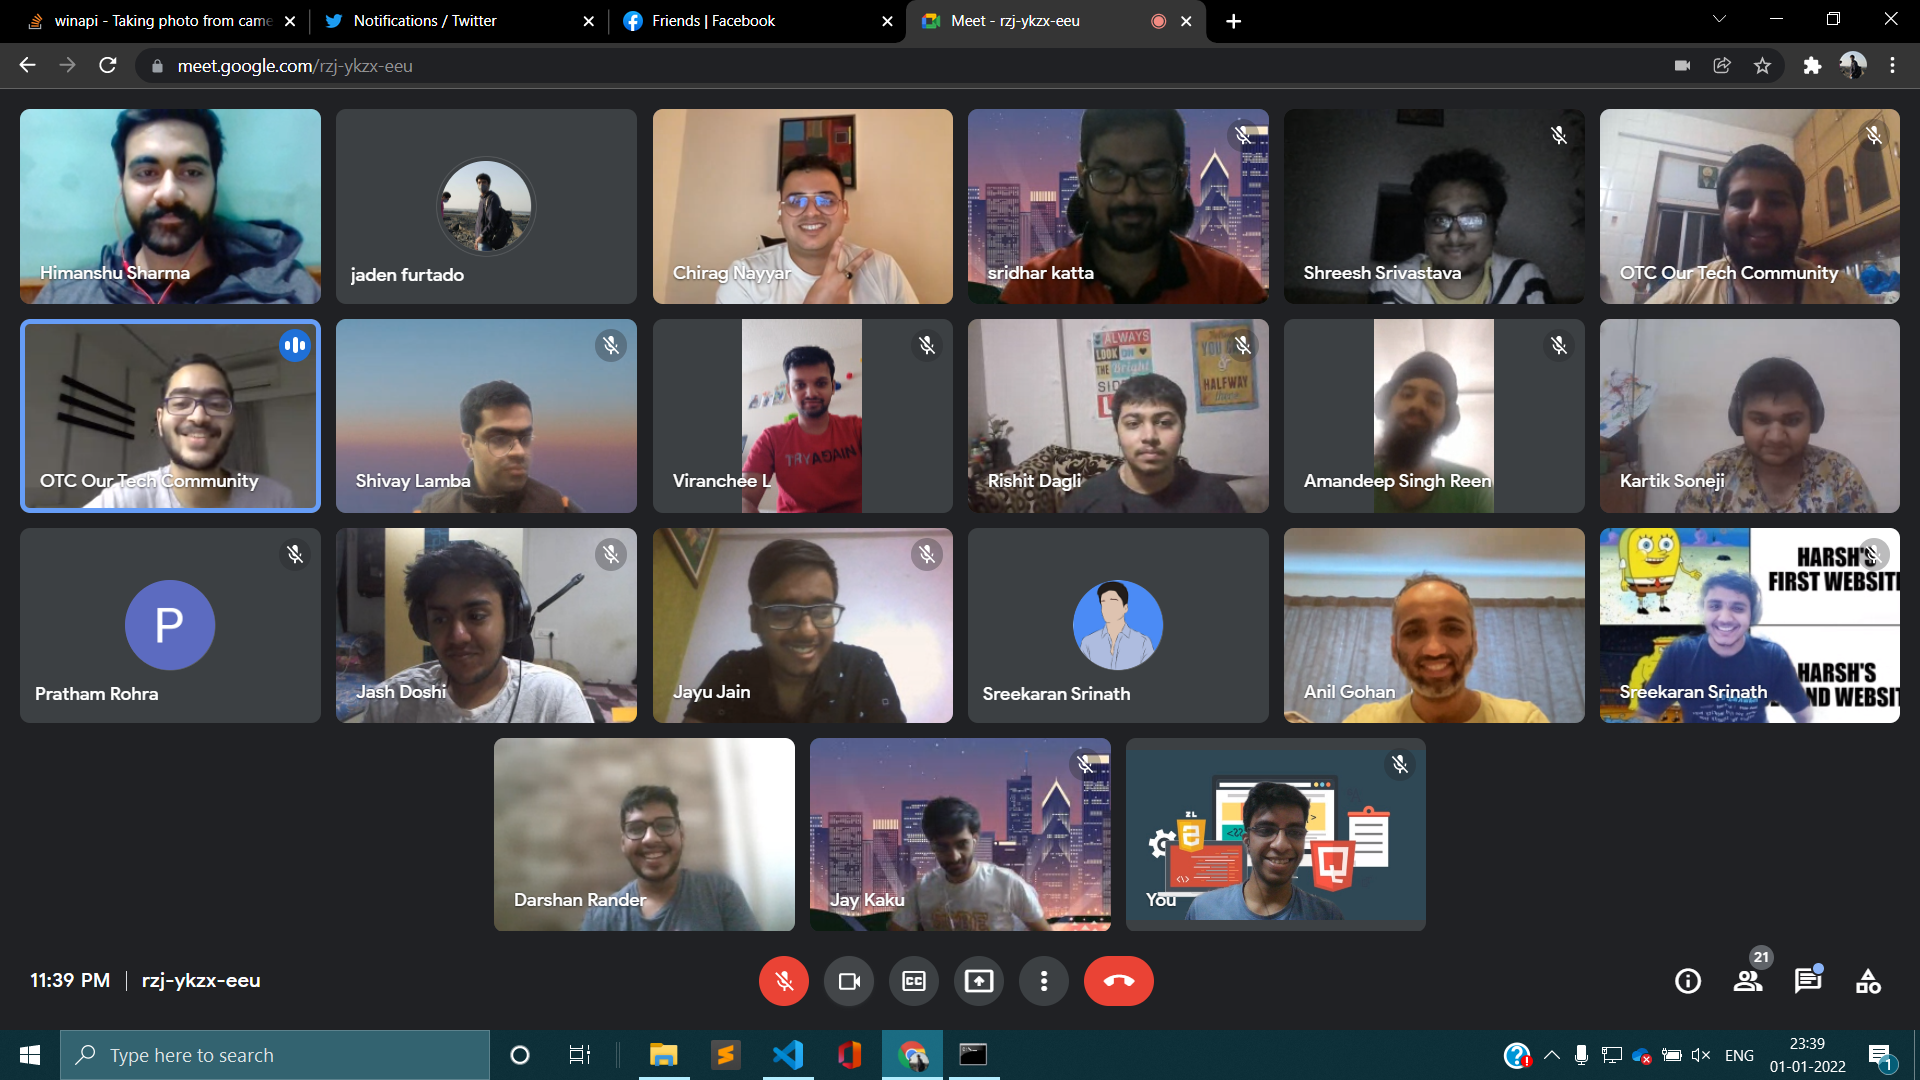 winapi - Taking photo from came
Notifications / Twitter
Friends | Facebook
Meet - rzj-ykzx-eeu
meet.google.com/rzj-ykzx-eeu
Himanshu Sharma
jaden furtado
Chirag Nayyar
sridhar katta
Shreesh Srivastava
OTC Our Tech Community
OTC Our Tech Community
Shivay Lamba
TRYAGAIN
Viranchee L
ALWAYS
LOOK ON
THE Bright
SIDE
YOU
HALFWAY
Rishit Dagli
Amandeep Singh Reen
Kartik Soneji
P
Pratham Rohra
Jash Doshi
Jayu Jain
Sreekaran Srinath
Anil Gohan
HARSH'S
FIRST WEBSITE
HARSH'S
ND WEBSIT
Sreekaran Srinath
Darshan Rander
Jay Kaku
You
11:39 PM
rzj-ykzx-eeu
CC
21
Type here to search
ENG
23:39
01-01-2022
1